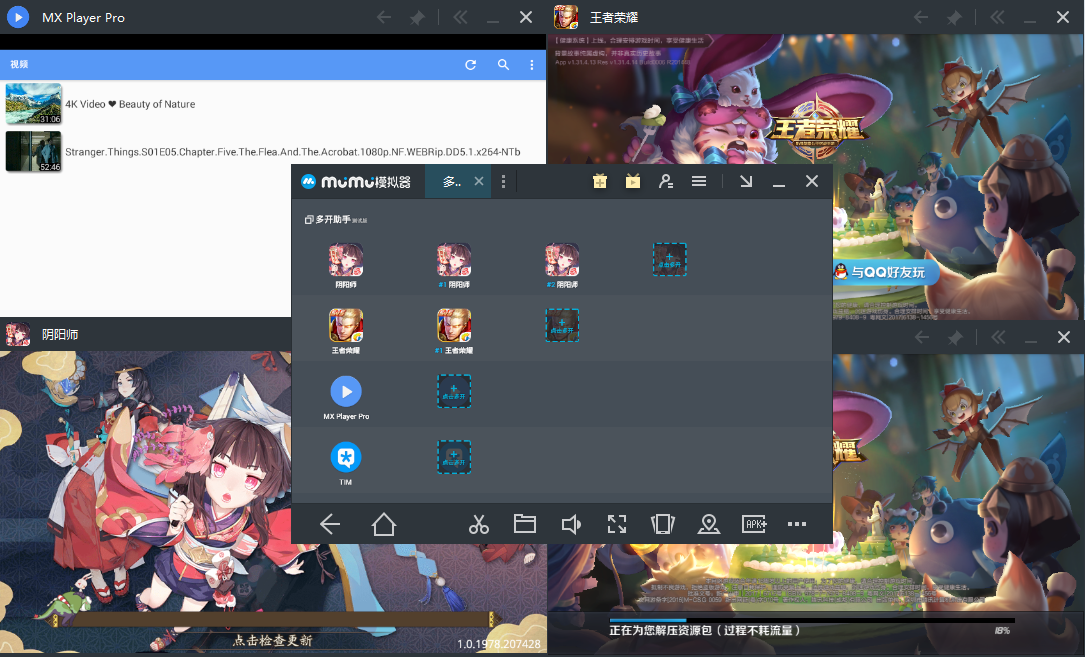 MX Player Pro
视频
31:06
4K Video ❤ Beauty of Nature
52:46
Stranger.Things.S01E05.Chapter.Five.The.Flea.And.The.Acrobat.1080p.NF.WEBRip.DD5.1.x264-NTb
王者荣耀
王者荣耀
与QQ好友玩
MuMu模拟器
多..
多开助手 测试版
阴阳师
#1 阴阳师
#2 阴阳师
点击多开
王者荣耀
#1 王者荣耀
点击多开
MX Player Pro
点击多开
TIM
点击多开
APK+
阴阳师
点击检查更新
1.0.1978.207428
正在为您解压资源包（过程不耗流量）
18%